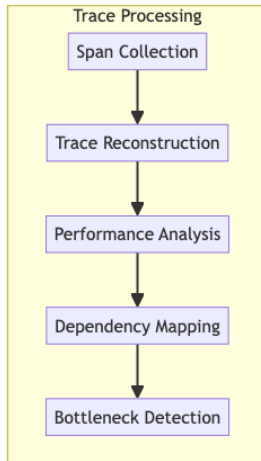 Trace Processing
Span Collection
Trace Reconstruction
Performance Analysis
Dependency Mapping
Bottleneck Detection